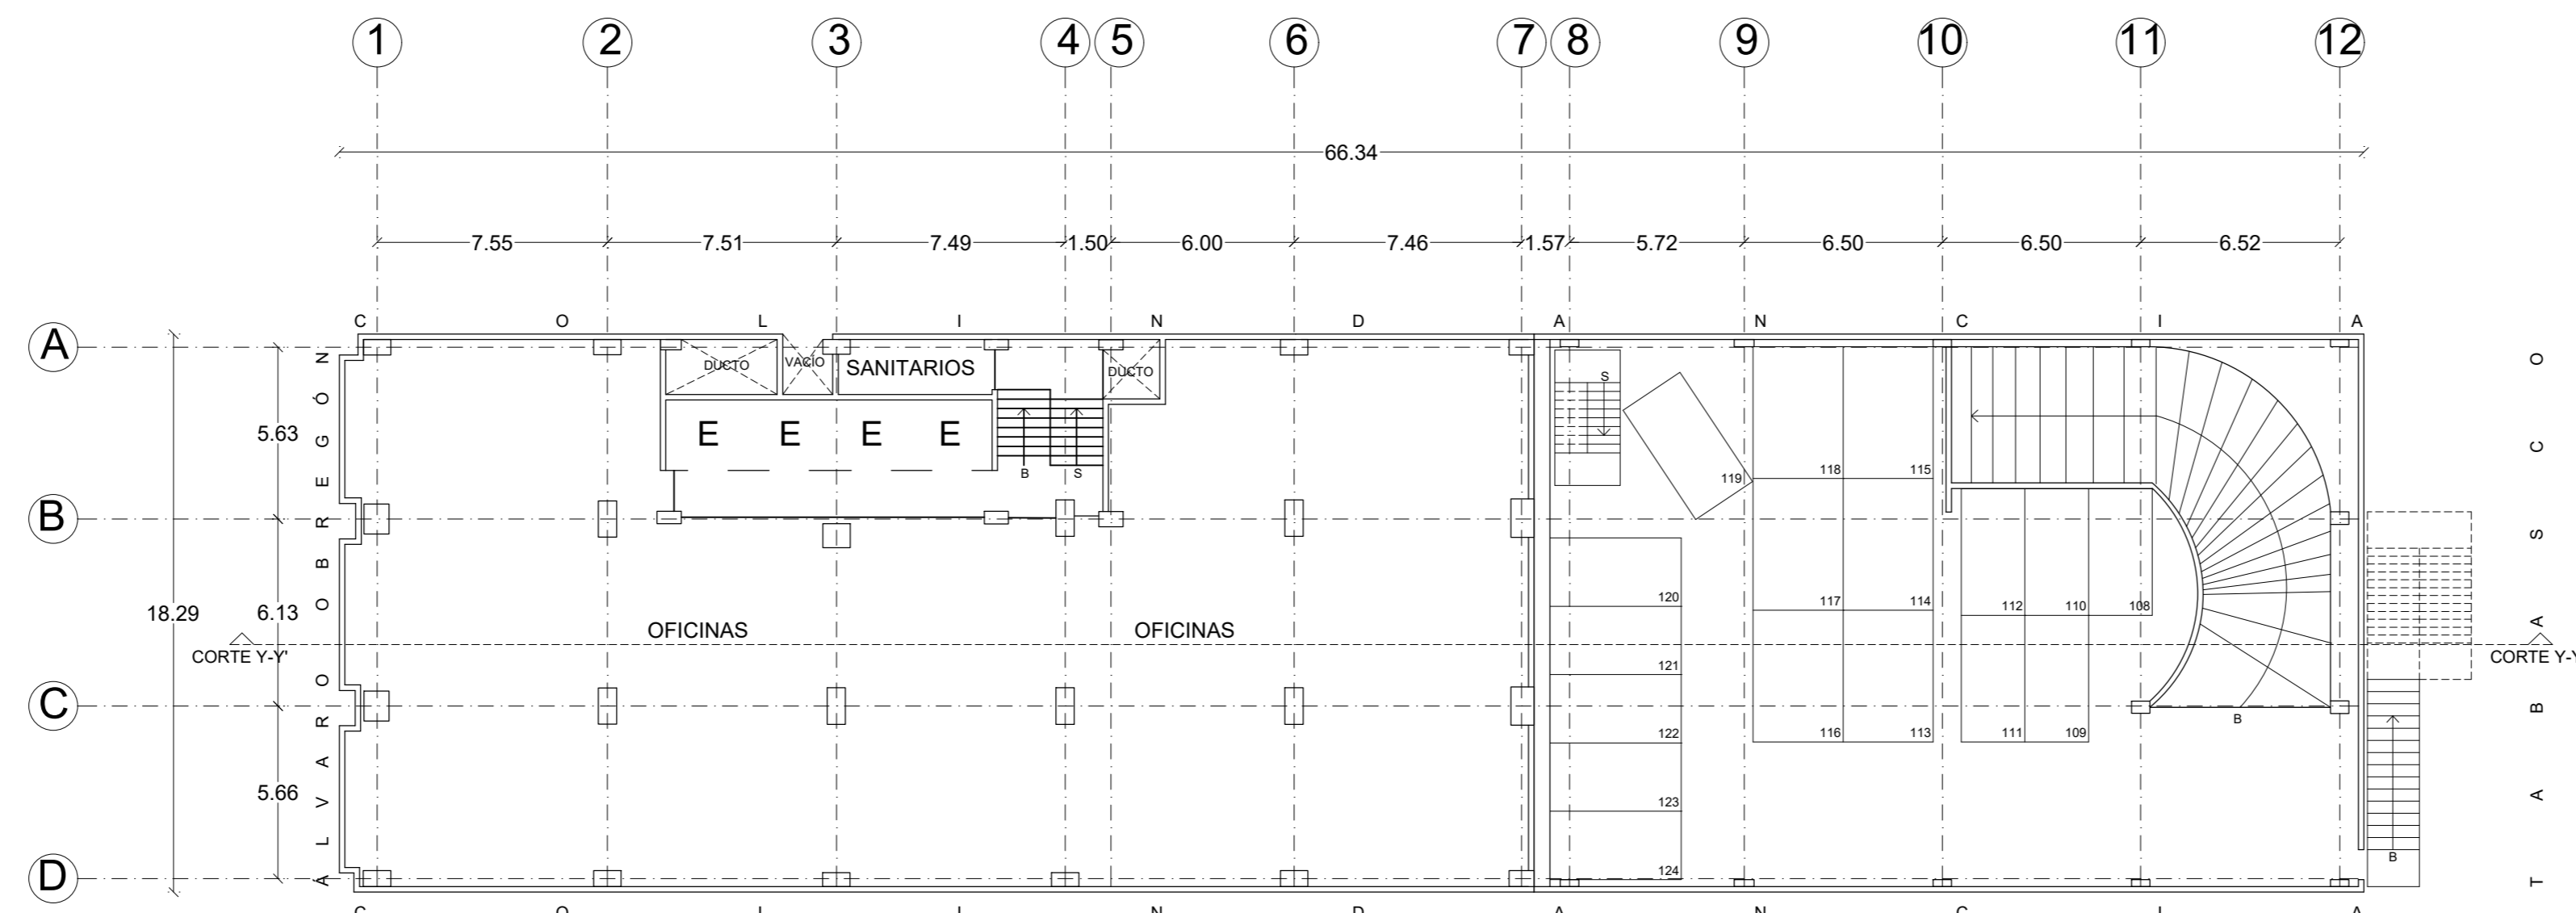 1 2 3 4 5 6 7 8 9 10 11 12
66.34
7.55 7.51 7.49 1.50 6.00 7.46 1.57 5.72 6.50 6.50 6.52
C O L I N D A N C I A
A
B
C
D
18.29
5.63
6.13
5.66
ALVARO OBREGÓN
DUCTO
VACIO
SANITARIOS
DUCTO
E E E E
B S
S
119
118 115
117 114
116 113
112 110 108
111 109
120
121
122
123
124
OFICINAS OFICINAS
CORTE Y-Y'
CORTE Y-Y
B
B
T A B A S C O
C O L I N D A N C I A